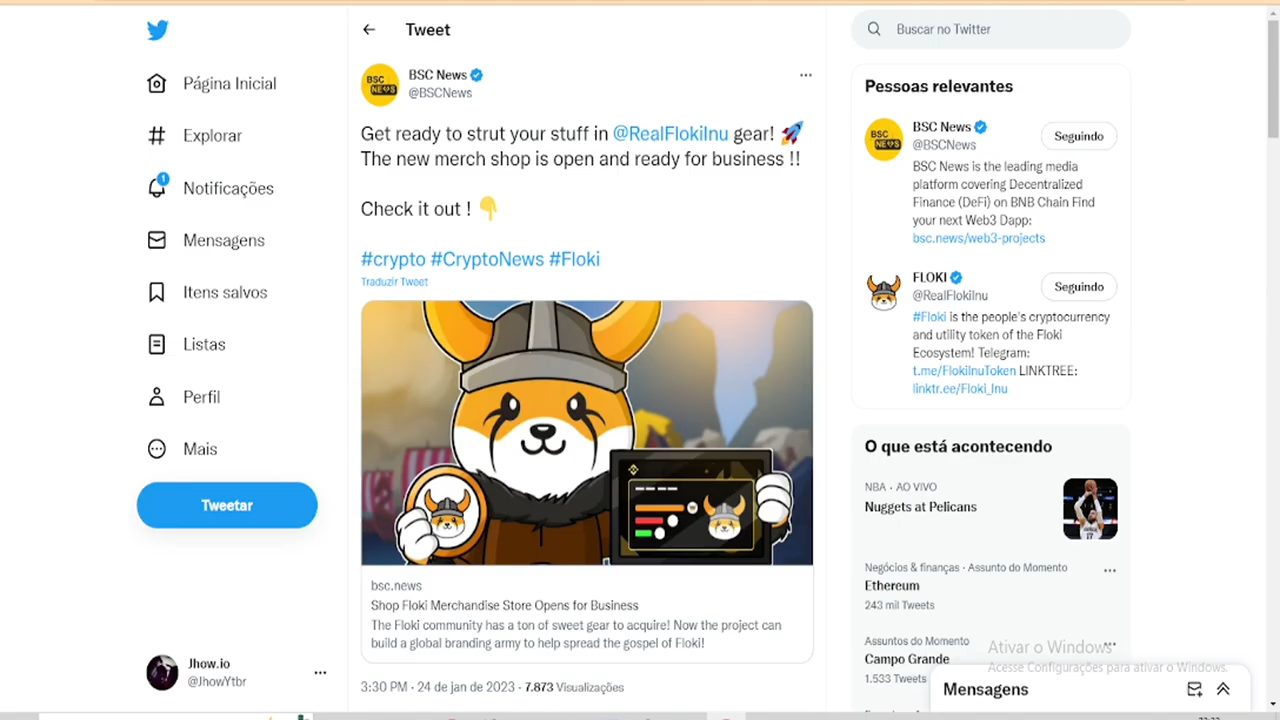 Tweet
Buscar no Twitter
Página Inicial
Explorar
1
Notificações
Mensagens
Itens salvos
Listas
Perfil
Mais
Tweetar
Jhow.io
@JhowYtbr
BSC
NEWS
BSC News
@BSCNews
Get ready to strut your stuff in @RealFlokiInu gear! 🚀
The new merch shop is open and ready for business !!
Check it out ! 👇
#crypto #CryptoNews #Floki
Traduzir Tweet
bsc.news
Shop Floki Merchandise Store Opens for Business
The Floki community has a ton of sweet gear to acquire! Now the project can
build a global branding army to help spread the gospel of Floki!
3:30 PM · 24 de jan de 2023 · 7.873 Visualizações
Pessoas relevantes
BSC
NEWS
BSC News
@BSCNews
Seguindo
BSC News is the leading media
platform covering Decentralized
Finance (DeFi) on BNB Chain Find
your next Web3 Dapp:
bsc.news/web3-projects
FLOKI
@RealFlokiInu
Seguindo
#Floki is the people's cryptocurrency
and utility token of the Floki
Ecosystem! Telegram:
t.me/FlokiInuToken LINKTREE:
linktr.ee/Floki_Inu
O que está acontecendo
NBA · AO VIVO
Nuggets at Pelicans
Negócios & finanças · Assunto do Momento
Ethereum
243 mil Tweets
Assuntos do Momento
Campo Grande
1.533 Tweets
Ativar o Windows
Acesse Configurações para ativar o Windows.
Mensagens